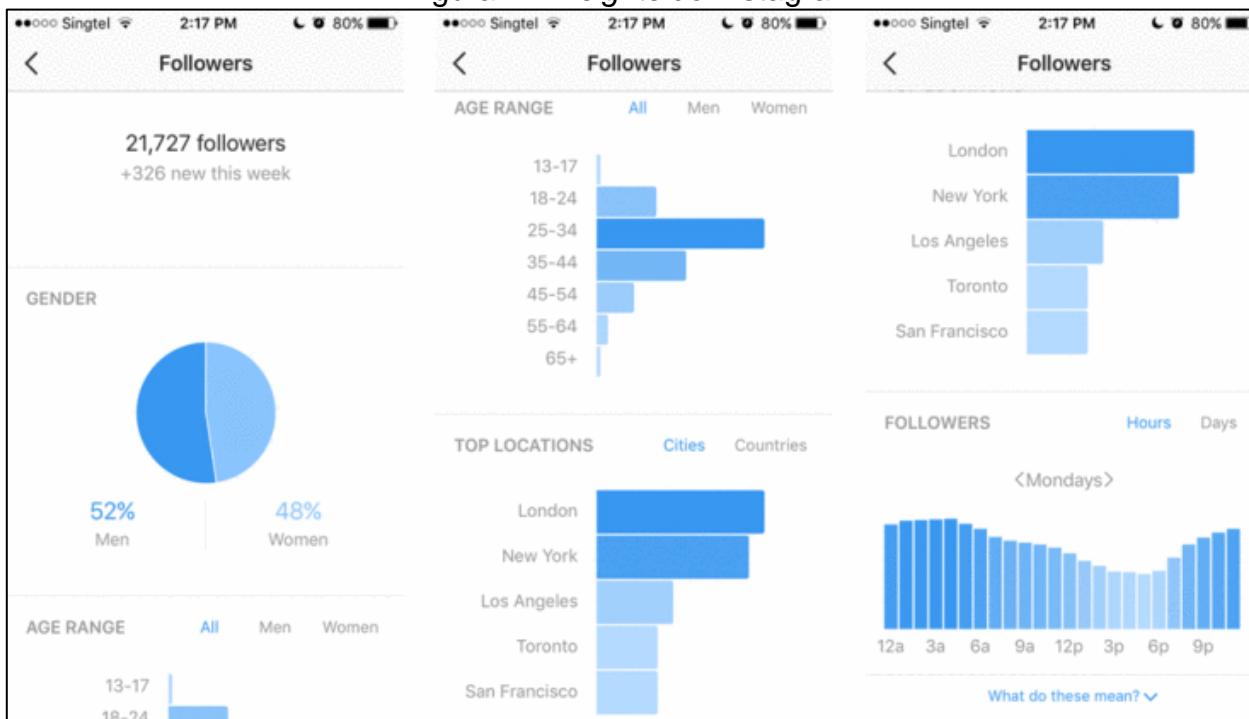 Singtel 2:17 PM 80%
Followers
21,727 followers
+326 new this week
GENDER
52% 48%
Men Women
AGE RANGE All Men Women
13-17
18-24
Singtel 2:17 PM 80%
Followers
AGE RANGE All Men Women
13-17
18-24
25-34
35-44
45-54
55-64
65+
TOP LOCATIONS Cities Countries
London
New York
Los Angeles
Toronto
San Francisco
Singtel 2:17 PM 80%
Followers
London
New York
Los Angeles
Toronto
San Francisco
FOLLOWERS Hours Days
<Mondays>
12a 3a 6a 9a 12p 3p 6p 9p
What do these mean?